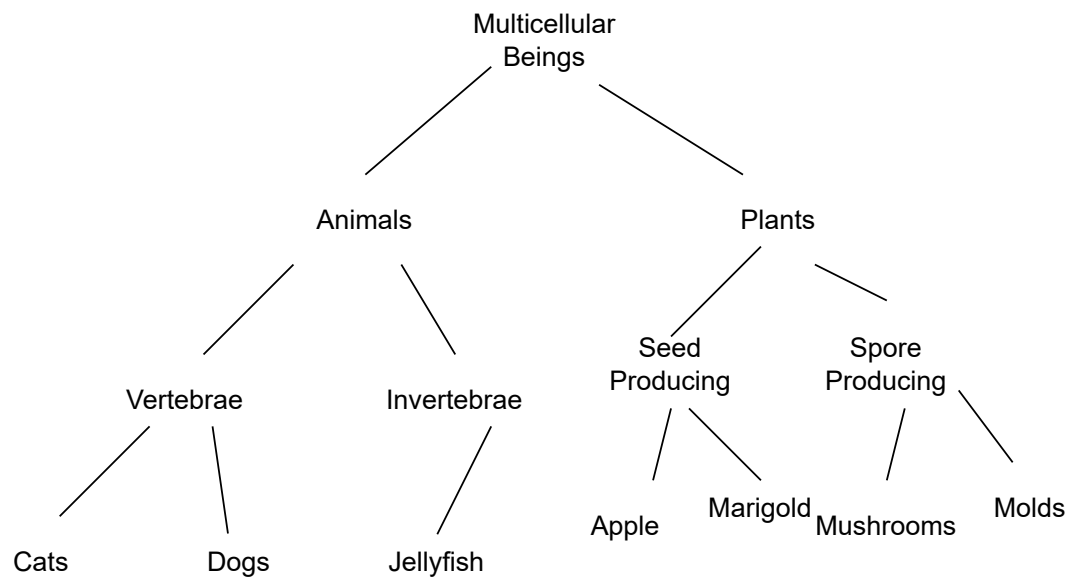 Multicellular
Beings
Animals
Plants
Seed
Producing
Spore
Producing
Vertebrae
Invertebrae
Apple
Marigold
Mushrooms
Molds
Cats
Dogs
Jellyfish